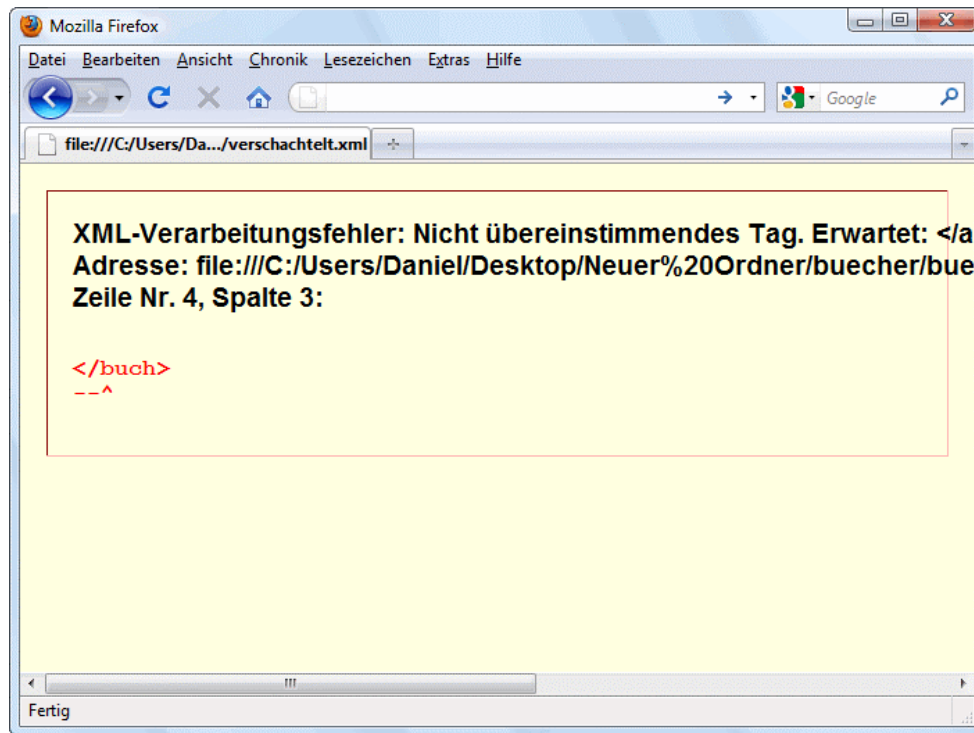 Mozilla Firefox
Datei Bearbeiten Ansicht Chronik Lesezeichen Extras Hilfe
Google
file:///C:/Users/Da.../verschachtelt.xml
XML-Verarbeitungsfehler: Nicht übereinstimmendes Tag. Erwartet: </a
Adresse: file:///C:/Users/Daniel/Desktop/Neuer%20Ordner/buecher/bue
Zeile Nr. 4, Spalte 3:
</buch>
--^
Fertig